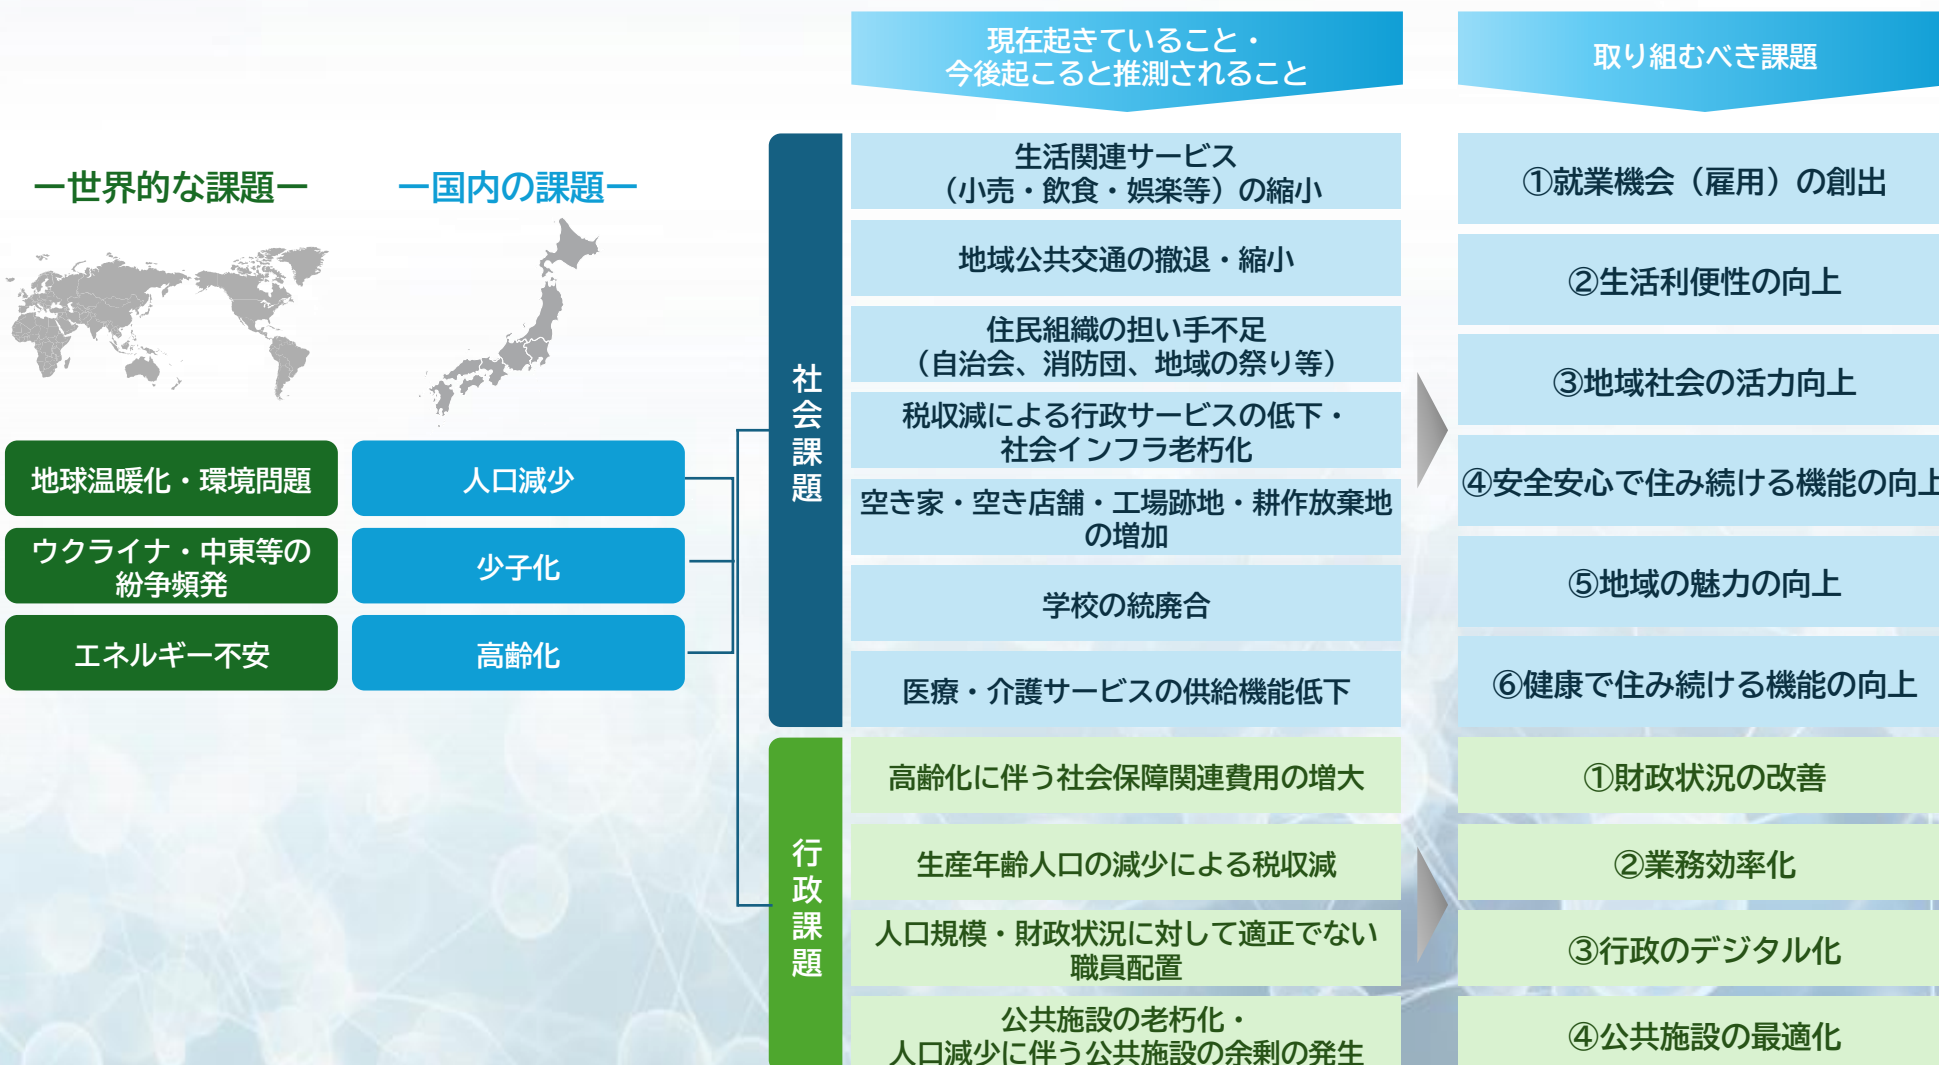 現在起きていること・
今後起こると推測されること
取り組むべき課題
ー世界的な課題ー
ー国内の課題ー
地球温暖化・環境問題
ウクライナ・中東等の
紛争頻発
エネルギー不安
人口減少
少子化
高齢化
社会課題
生活関連サービス
（小売・飲食・娯楽等）の縮小
地域公共交通の撤退・縮小
住民組織の担い手不足
（自治会、消防団、地域の祭り等）
税収減による行政サービスの低下・
社会インフラ老朽化
空き家・空き店舗・工場跡地・耕作放棄地
の増加
学校の統廃合
医療・介護サービスの供給機能低下
①就業機会（雇用）の創出
②生活利便性の向上
③地域社会の活力向上
④安全安心で住み続ける機能の向上
⑤地域の魅力の向上
⑥健康で住み続ける機能の向上
行政課題
高齢化に伴う社会保障関連費用の増大
生産年齢人口の減少による税収減
人口規模・財政状況に対して適正でない
職員配置
公共施設の老朽化・
人口減少に伴う公共施設の余剰の発生
①財政状況の改善
②業務効率化
③行政のデジタル化
④公共施設の最適化